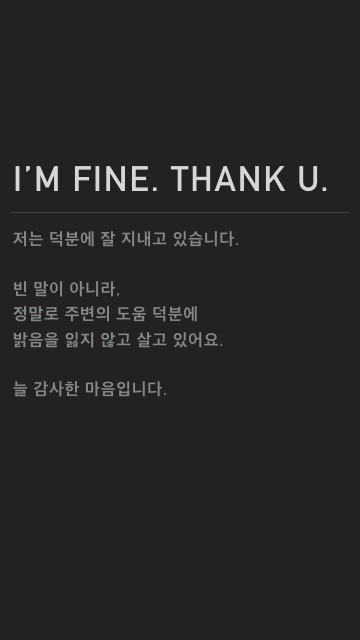 I'M FINE. THANK U.
저는 덕분에 잘 지내고 있습니다.
빈 말이 아니라,
정말로 주변의 도움 덕분에
밝음을 잃지 않고 살고 있어요.
늘 감사한 마음입니다.